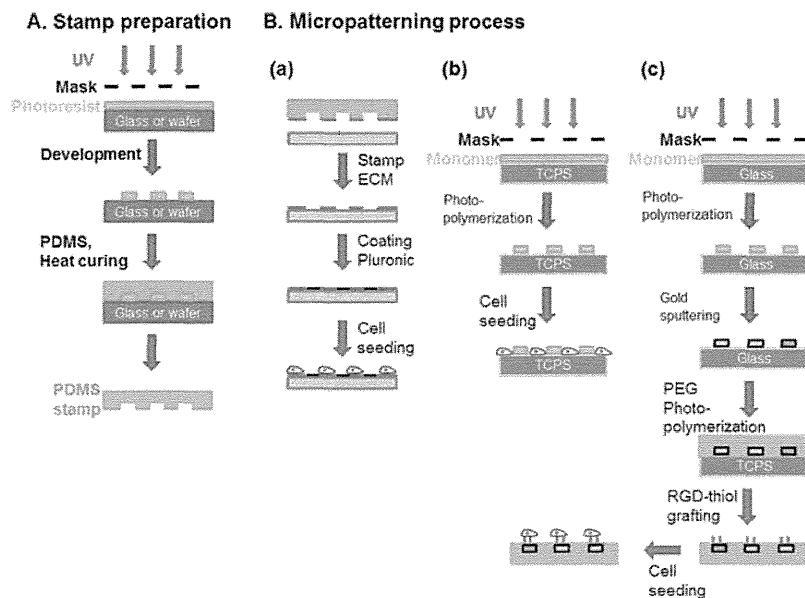 A. Stamp preparation
UV
Mask
Photoresist
Glass or wafer
Development
Glass or wafer
PDMS,
Heat curing
Glass or wafer
PDMS
stamp
B. Micropatterning process
(a)
Stamp
ECM
Coating
Pluronic
Cell
seeding
(b)
UV
Mask
Monomer
TCPS
Photo-
polymerization
TCPS
Cell
seeding
TCPS
(c)
UV
Mask
Monomer
Glass
Photo-
polymerization
Glass
Gold
sputtering
Glass
PEG
Photo-
polymerization
TCPS
RGD-thiol
grafting
Cell
seeding